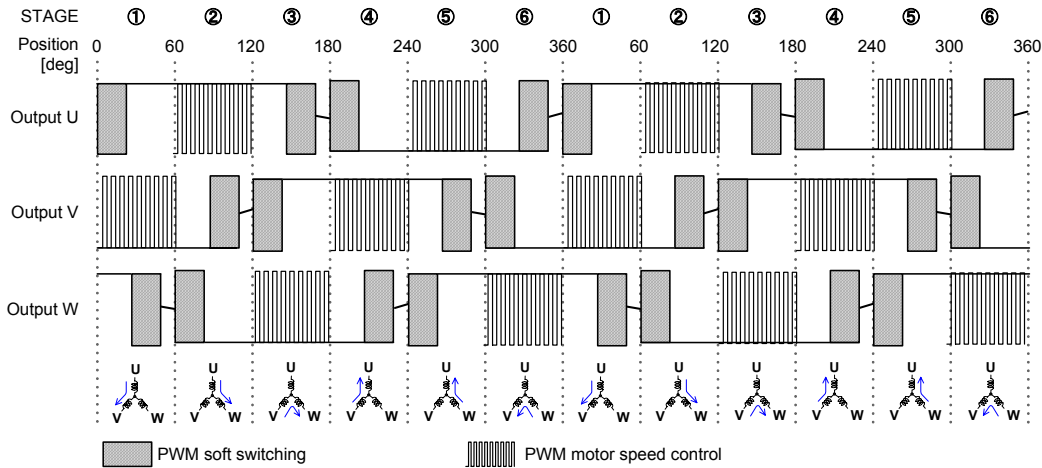 STAGE ① ② ③ ④ ⑤ ⑥ ① ② ③ ④ ⑤ ⑥
Position
[deg]
0 60 120 180 240 300 360 60 120 180 240 300 360
Output U
Output V
Output W
U U U U U U U U U U U U
V W V W V W V W V W V W V W V W V W V W V W V W
PWM soft switching PWM motor speed control